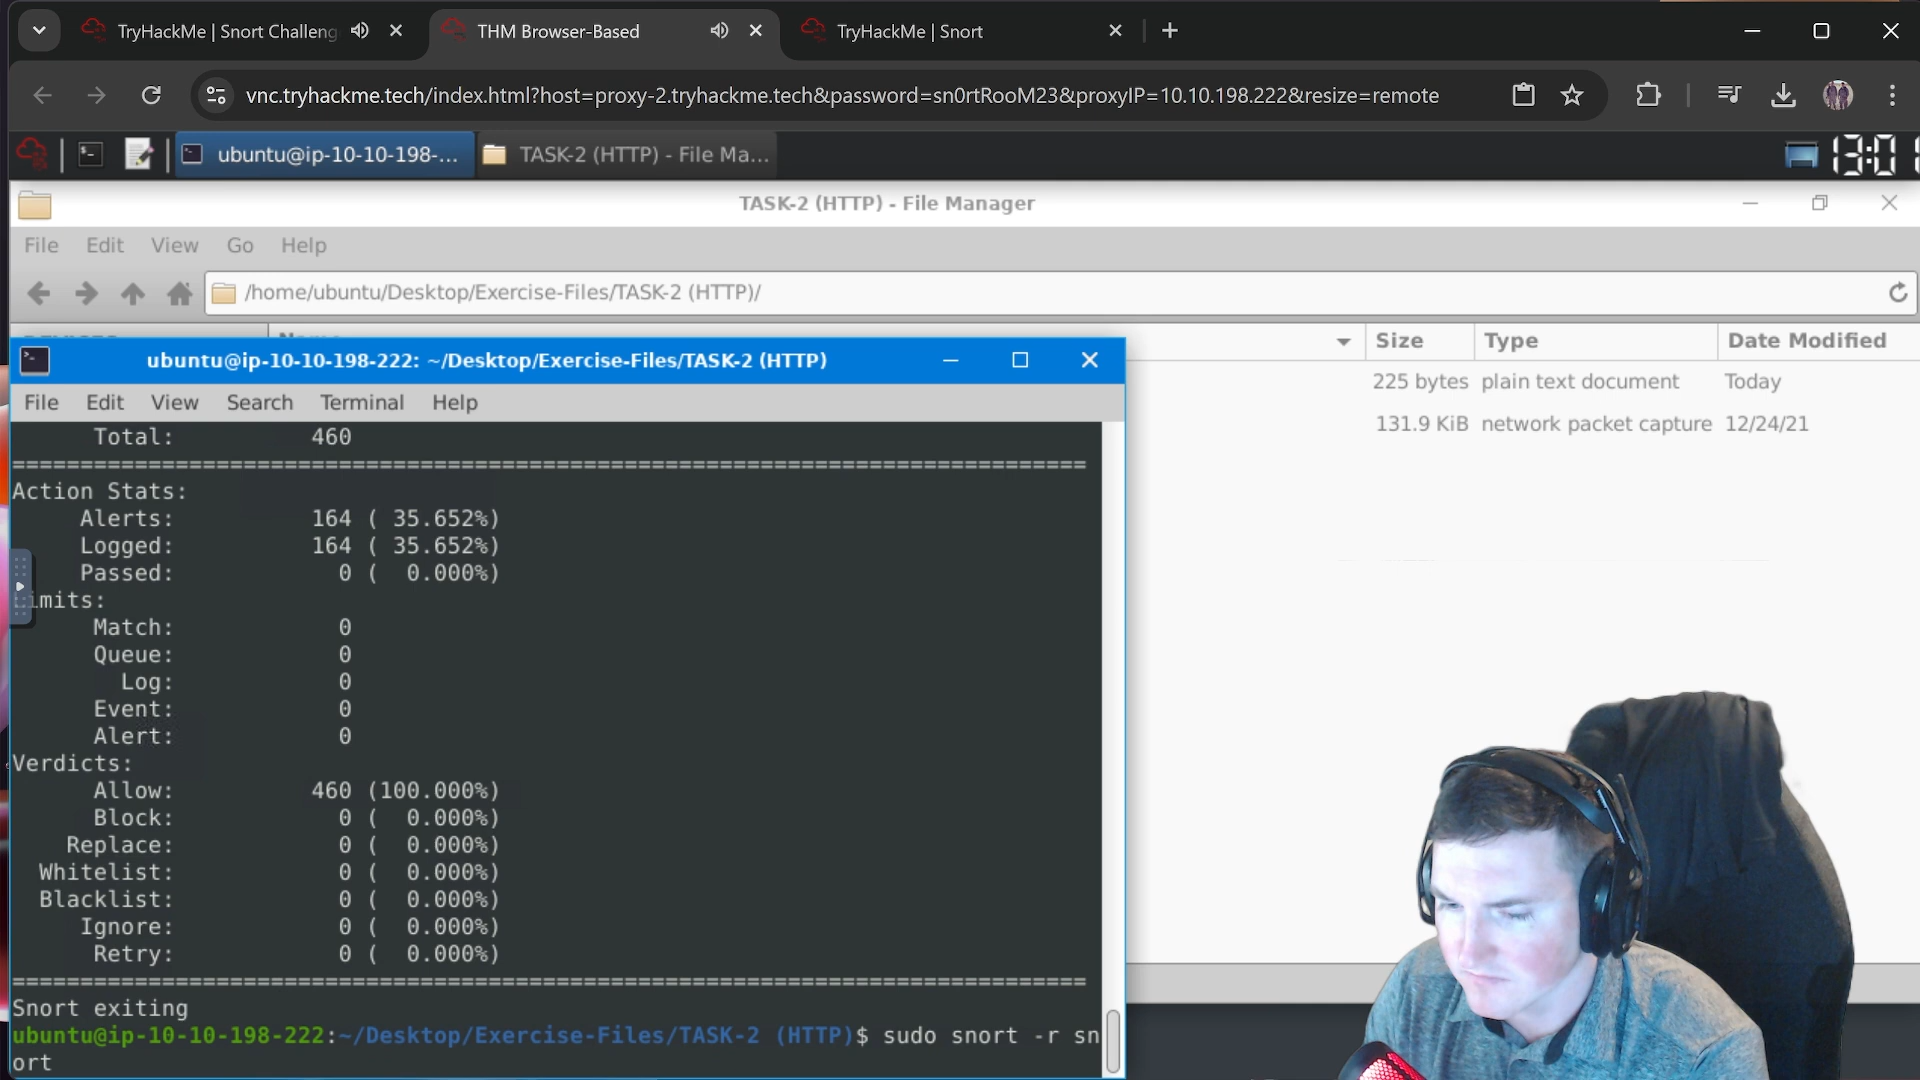 TryHackMe | Snort Challeng
THM Browser-Based
TryHackMe | Snort
vnc.tryhackme.tech/index.html?host=proxy-2.tryhackme.tech&password=sn0rtRooM23&proxyIP=10.10.198.222&resize=remote
ubuntu@ip-10-10-198-...
TASK-2 (HTTP) - File Ma...
13:01
TASK-2 (HTTP) - File Manager
File Edit View Go Help
/home/ubuntu/Desktop/Exercise-Files/TASK-2 (HTTP)/
Size Type Date Modified
225 bytes plain text document Today
131.9 KiB network packet capture 12/24/21
ubuntu@ip-10-10-198-222: ~/Desktop/Exercise-Files/TASK-2 (HTTP)
File Edit View Search Terminal Help
Total: 460
===============================================================================
Action Stats:
Alerts: 164 ( 35.652%)
Logged: 164 ( 35.652%)
Passed: 0 ( 0.000%)
imits:
Match: 0
Queue: 0
Log: 0
Event: 0
Alert: 0
Verdicts:
Allow: 460 (100.000%)
Block: 0 ( 0.000%)
Replace: 0 ( 0.000%)
Whitelist: 0 ( 0.000%)
Blacklist: 0 ( 0.000%)
Ignore: 0 ( 0.000%)
Retry: 0 ( 0.000%)
===============================================================================
Snort exiting
ubuntu@ip-10-10-198-222:~/Desktop/Exercise-Files/TASK-2 (HTTP)$ sudo snort -r sn
ort